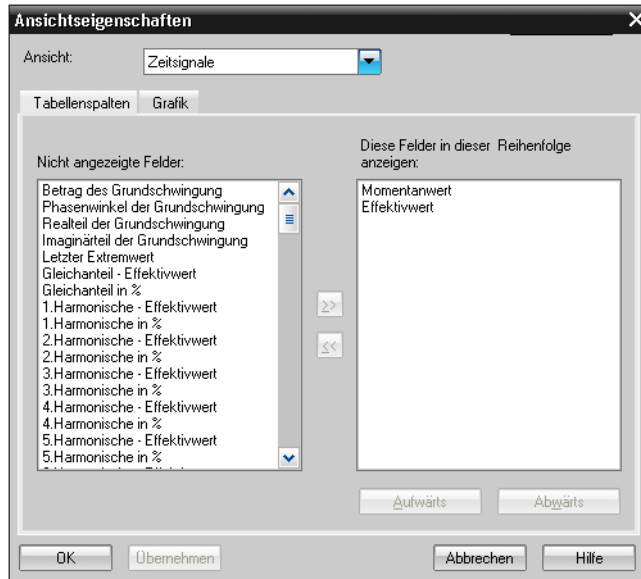 Ansichtseigenschaften
Ansicht:
Zeitsignale
Tabellenspalten
Grafik
Nicht angezeigte Felder:
Betrag des Grundschwingung
Phasenwinkel der Grundschwingung
Realteil der Grundschwingung
Imaginärteil der Grundschwingung
Letzter Extremwert
Gleichanteil - Effektivwert
Gleichanteil in %
1.Harmonische - Effektivwert
1.Harmonische in %
2.Harmonische - Effektivwert
2.Harmonische in %
3.Harmonische - Effektivwert
3.Harmonische in %
4.Harmonische - Effektivwert
4.Harmonische in %
5.Harmonische - Effektivwert
5.Harmonische in %
>>
<<
Diese Felder in dieser Reihenfolge
anzeigen:
Momentanwert
Effektivwert
Aufwärts
Abwärts
OK
Übernehmen
Abbrechen
Hilfe